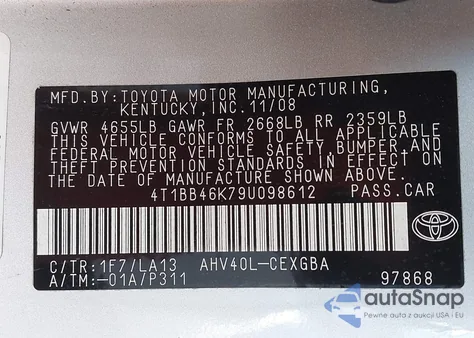 MFD.BY:TOYOTA MOTOR MANUFACTURING,
KENTUCKY, INC.11/08
GVWR 4655LB GAWR FR 2668LB RR 2359LB
THIS VEHICLE CONFORMS TO ALL APPLICABLE
FEDERAL MOTOR VEHICLE SAFETY,BUMPER,AND
THEFT PREVENTION STANDARDS IN EFFECT ON
THE DATE OF MANUFACTURE SHOWN ABOVE.
4T1BB46K79U098612 PASS.CAR
C/TR:1F7/LA13 AHV40L-CEXGBA
A/TM:-01A/P311 97868
TOYOTA
autoSnap
Pewne auta z dojazdem z USA i EU